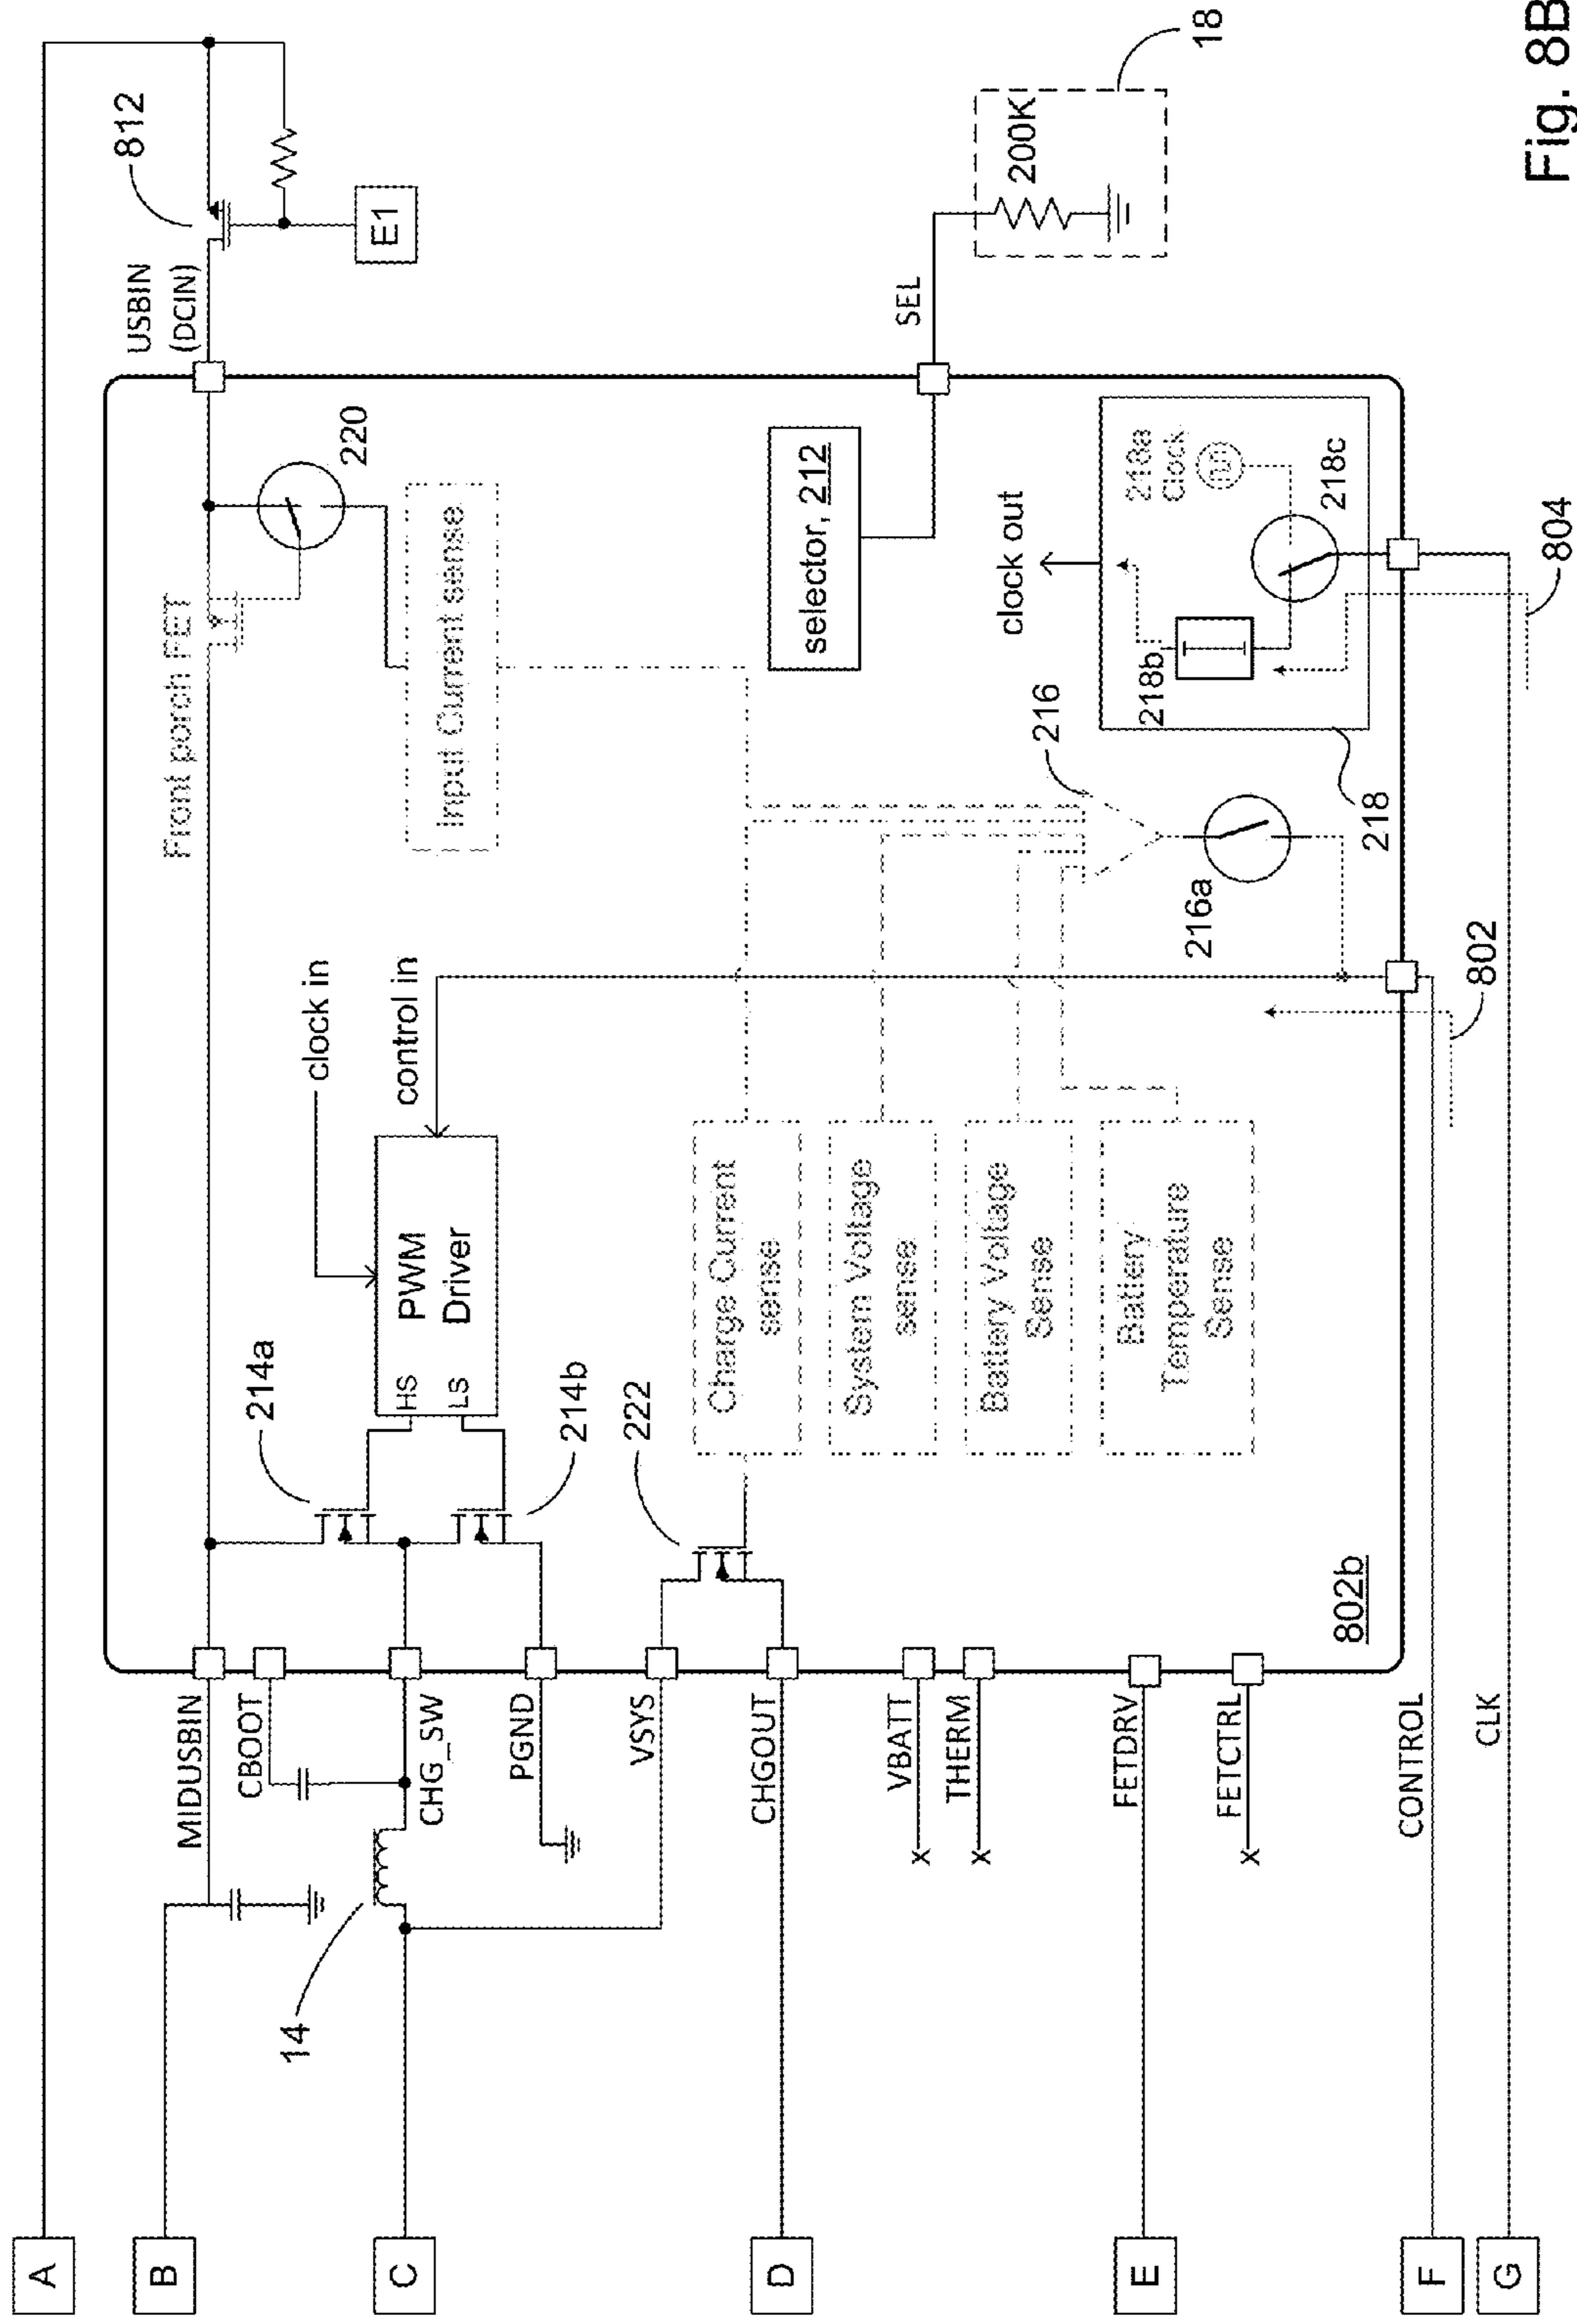 A
B
C
D
E
F
G
14
MIDUSBIN
CBOOT
CHG_SW
PGND
VSYS
CHGOUT
VBATT
x
THERM
x
FETDRV
FETCTRL
x
CONTROL
CLK
802b
214a
214b
222
HS
LS
PWM
Driver
clock in
control in
Charge Current
sense
System Voltage
sense
Battery Voltage
Sense
Battery
Temperature
Sense
802
Front porch FET
Input Current sense
220
216
216a
218
selector, 212
clock out
218a
Clock
218b
218c
804
USBIN
(DCIN)
812
E1
SEL
200K
18
Fig. 8B